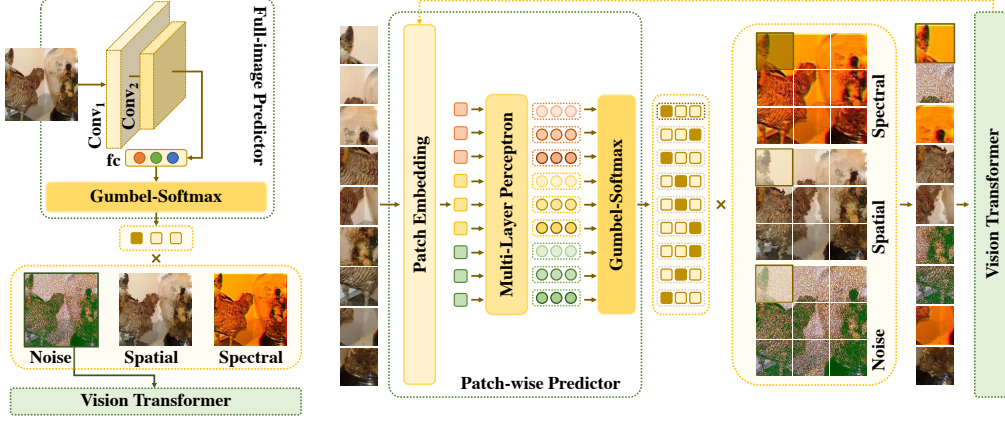 Full-image Predictor
Conv1
Conv2
fc
Gumbel-Softmax
×
Noise
Spatial
Spectral
Vision Transformer
Patch Embedding
Multi-Layer Perceptron
Gumbel-Softmax
Patch-wise Predictor
×
Spectral
Spatial
Noise
Vision Transformer